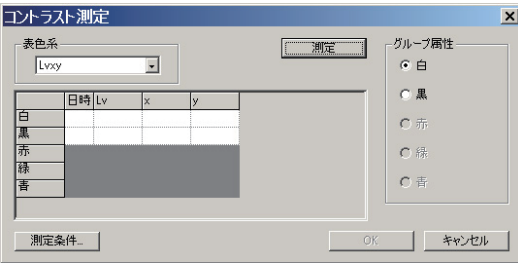 コントラスト測定
表色系
Lvxy
測定
グループ属性
白
黒
赤
緑
青
日時 Lv x y
白
黒
赤
緑
青
測定条件...
OK
キャンセル